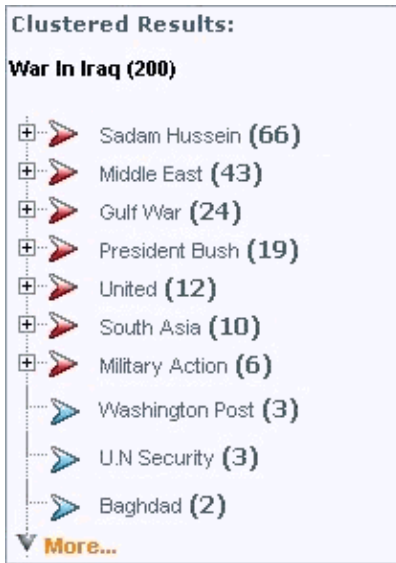 Clustered Results:
War In Iraq (200)
Sadam Hussein (66)
Middle East (43)
Gulf War (24)
President Bush (19)
United (12)
South Asia (10)
Military Action (6)
Washington Post (3)
U.N Security (3)
Baghdad (2)
More...